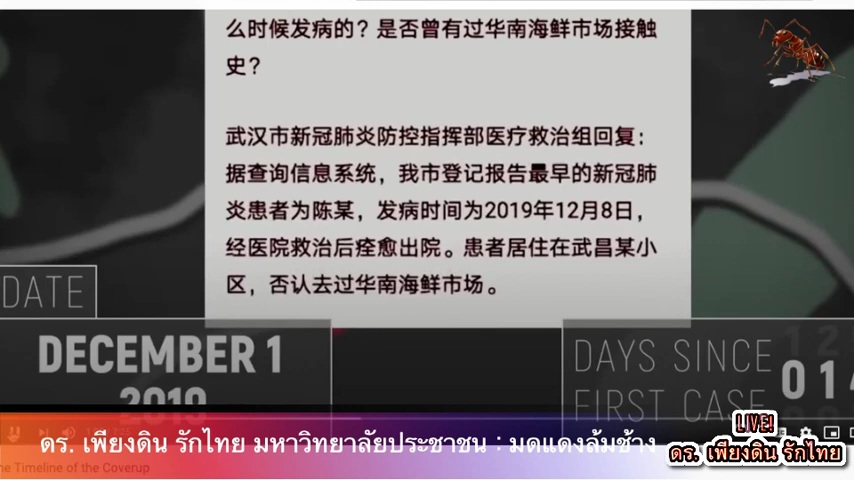 么时候发病的？是否曾有过华南海鲜市场接触
史？
武汉市新冠肺炎防控指挥部医疗救治组回复：
据查询信息系统，我市登记报告最早的新冠肺
炎患者为陈某，发病时间为2019年12月8日，
经医院救治后痊愈出院。患者居住在武昌某小
区，否认去过华南海鲜市场。
DATE
DECEMBER 1
2019
DAYS SINCE
FIRST CASE
ดร. เพียงดิน รักไทย มหาวิทยาลัยประชาชน : มดแดงล้มช้าง
LIVE!
ดร. เพียงดิน รักไทย
he Timeline of the Coverup